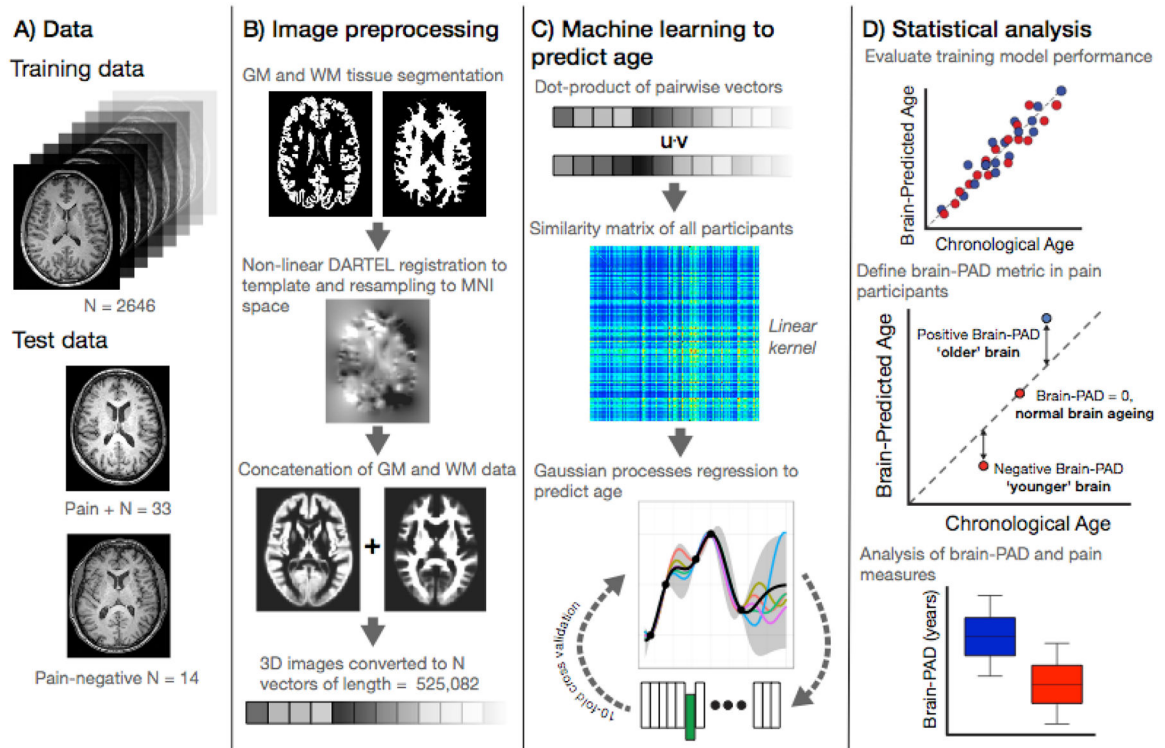 A) Data
Training data
N = 2646
Test data
Pain + N = 33
Pain-negative N = 14
B) Image preprocessing
GM and WM tissue segmentation
Non-linear DARTEL registration to
template and resampling to MNI
space
Concatenation of GM and WM data
+
3D images converted to N
vectors of length = 525,082
C) Machine learning to
predict age
Dot-product of pairwise vectors
u·v
Similarity matrix of all participants
Linear
kernel
Gaussian processes regression to
predict age
10-fold cross validation
D) Statistical analysis
Evaluate training model performance
Brain-Predicted Age
Chronological Age
Define brain-PAD metric in pain
participants
Brain-Predicted Age
Positive Brain-PAD
'older' brain
Brain-PAD = 0,
normal brain ageing
Negative Brain-PAD
'younger' brain
Chronological Age
Analysis of brain-PAD and pain
measures
Brain-PAD (years)